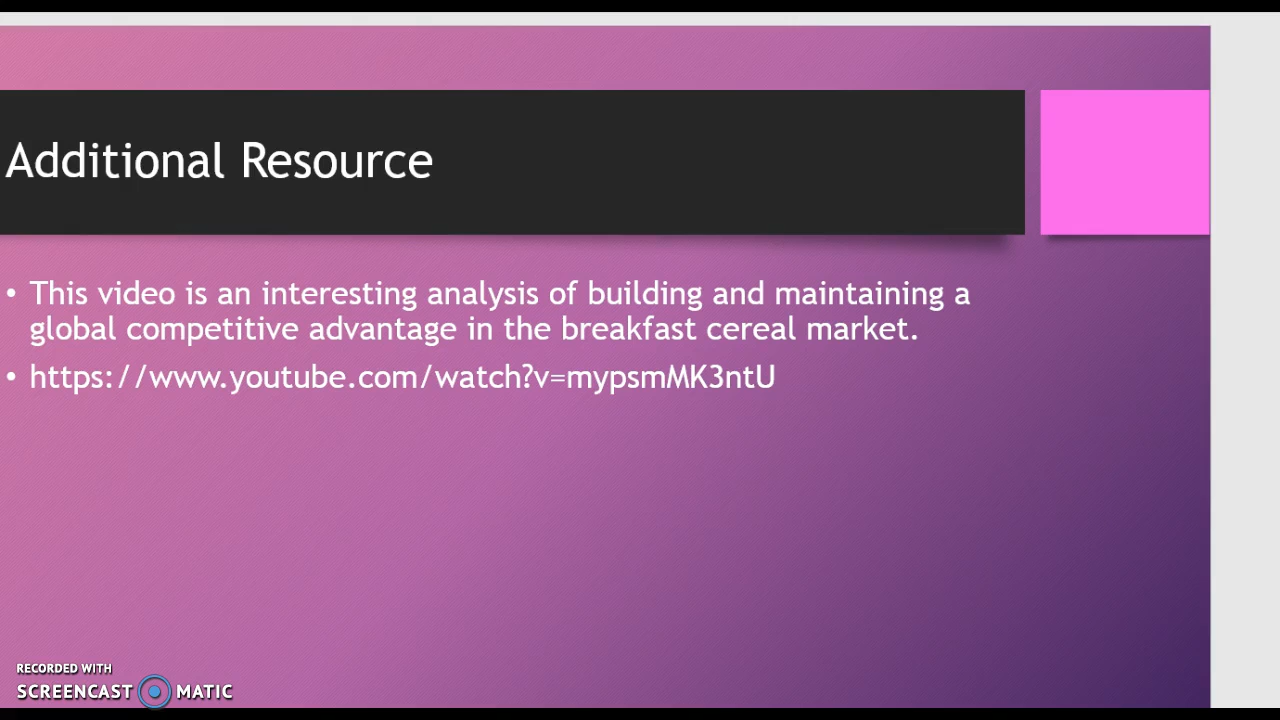 Additional Resource
• This video is an interesting analysis of building and maintaining a
global competitive advantage in the breakfast cereal market.
• https://www.youtube.com/watch?v=mypsmMK3ntU
RECORDED WITH
SCREENCAST MATIC